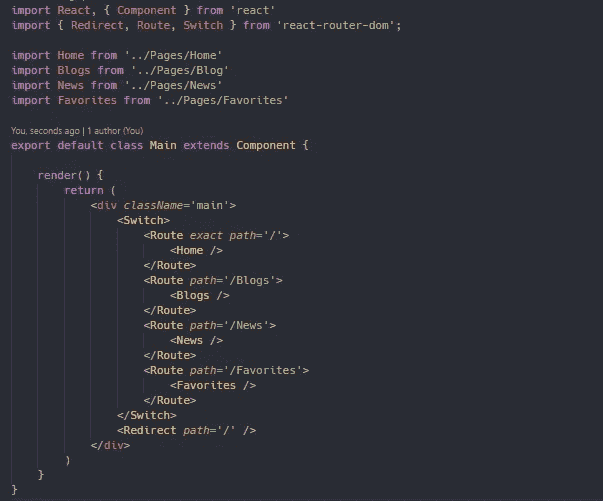 import React, { Component } from 'react'
import { Redirect, Route, Switch } from 'react-router-dom';
import Home from '../Pages/Home'
import Blogs from '../Pages/Blog'
import News from '../Pages/News'
import Favorites from '../Pages/Favorites'
You, seconds ago | 1 author (You)
export default class Main extends Component {
render() {
return (
<div className='main'>
<Switch>
<Route exact path='/'>
<Home />
</Route>
<Route path='/Blogs'>
<Blogs />
</Route>
<Route path='/News'>
<News />
</Route>
<Route path='/Favorites'>
<Favorites />
</Route>
</Switch>
<Redirect path='/' />
</div>
)
}
}